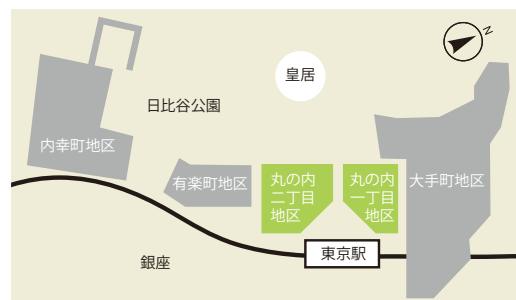 N
皇居
日比谷公園
内幸町地区
有楽町地区
丸の内
二丁目
地区
丸の内
一丁目
地区
大手町地区
東京駅
銀座